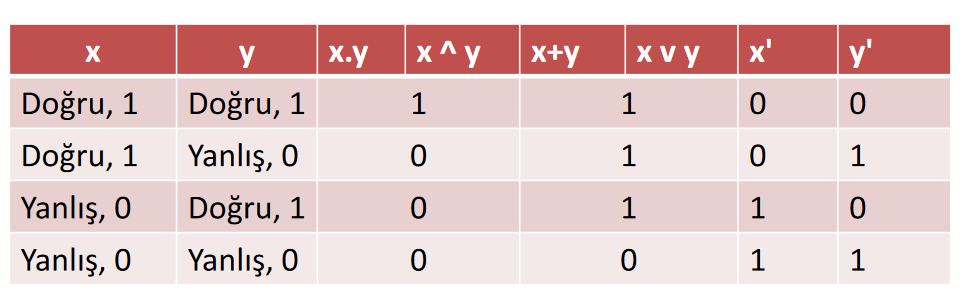 x y x.y x ^ y x+y x v y x' y'
Doğru, 1 Doğru, 1 1 1 0 0
Doğru, 1 Yanlış, 0 0 1 0 1
Yanlış, 0 Doğru, 1 0 1 1 0
Yanlış, 0 Yanlış, 0 0 0 1 1